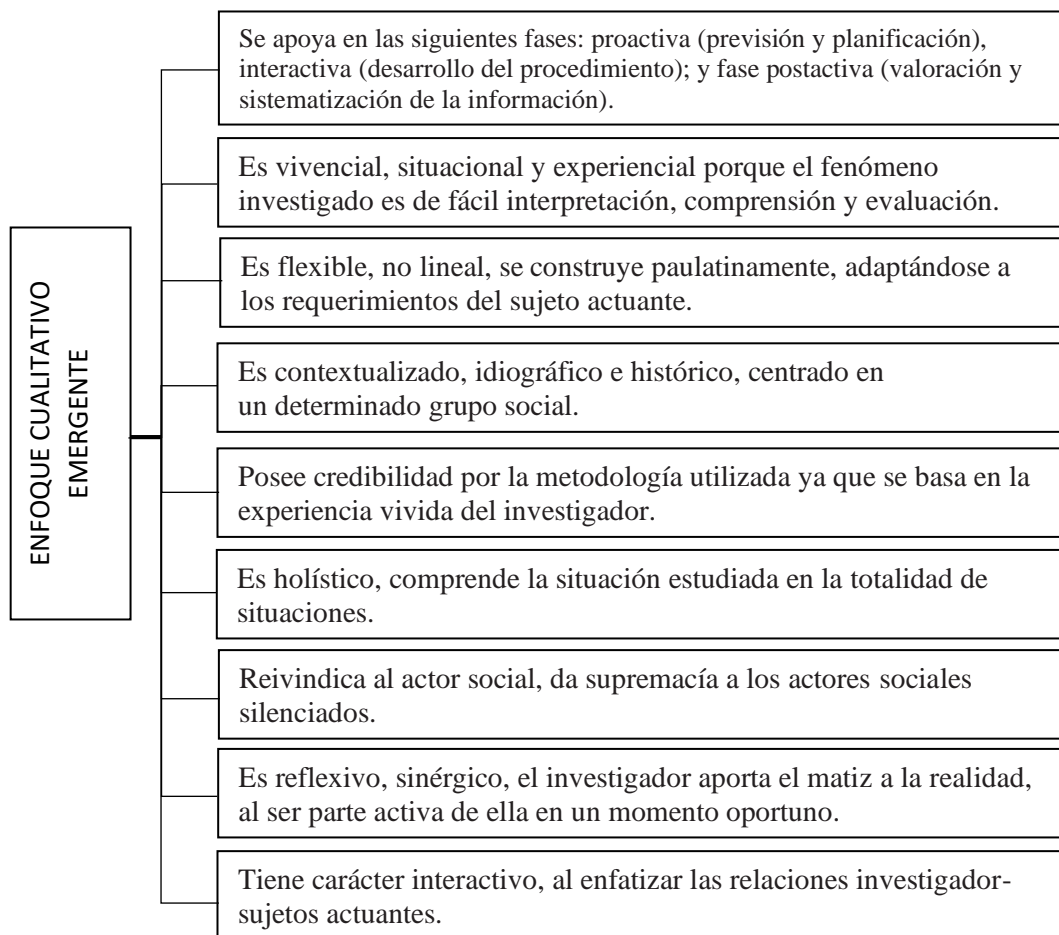 ENFOQUE CUALITATIVO
EMERGENTE
Se apoya en las siguientes fases: proactiva (previsión y planificación),
interactiva (desarrollo del procedimiento); y fase postactiva (valoración y
sistematización de la información).
Es vivencial, situacional y experiencial porque el fenómeno
investigado es de fácil interpretación, comprensión y evaluación.
Es flexible, no lineal, se construye paulatinamente, adaptándose a
los requerimientos del sujeto actuante.
Es contextualizado, idiográfico e histórico, centrado en
un determinado grupo social.
Posee credibilidad por la metodología utilizada ya que se basa en la
experiencia vivida del investigador.
Es holístico, comprende la situación estudiada en la totalidad de
situaciones.
Reivindica al actor social, da supremacía a los actores sociales
silenciados.
Es reflexivo, sinérgico, el investigador aporta el matiz a la realidad,
al ser parte activa de ella en un momento oportuno.
Tiene carácter interactivo, al enfatizar las relaciones investigador-
sujetos actuantes.